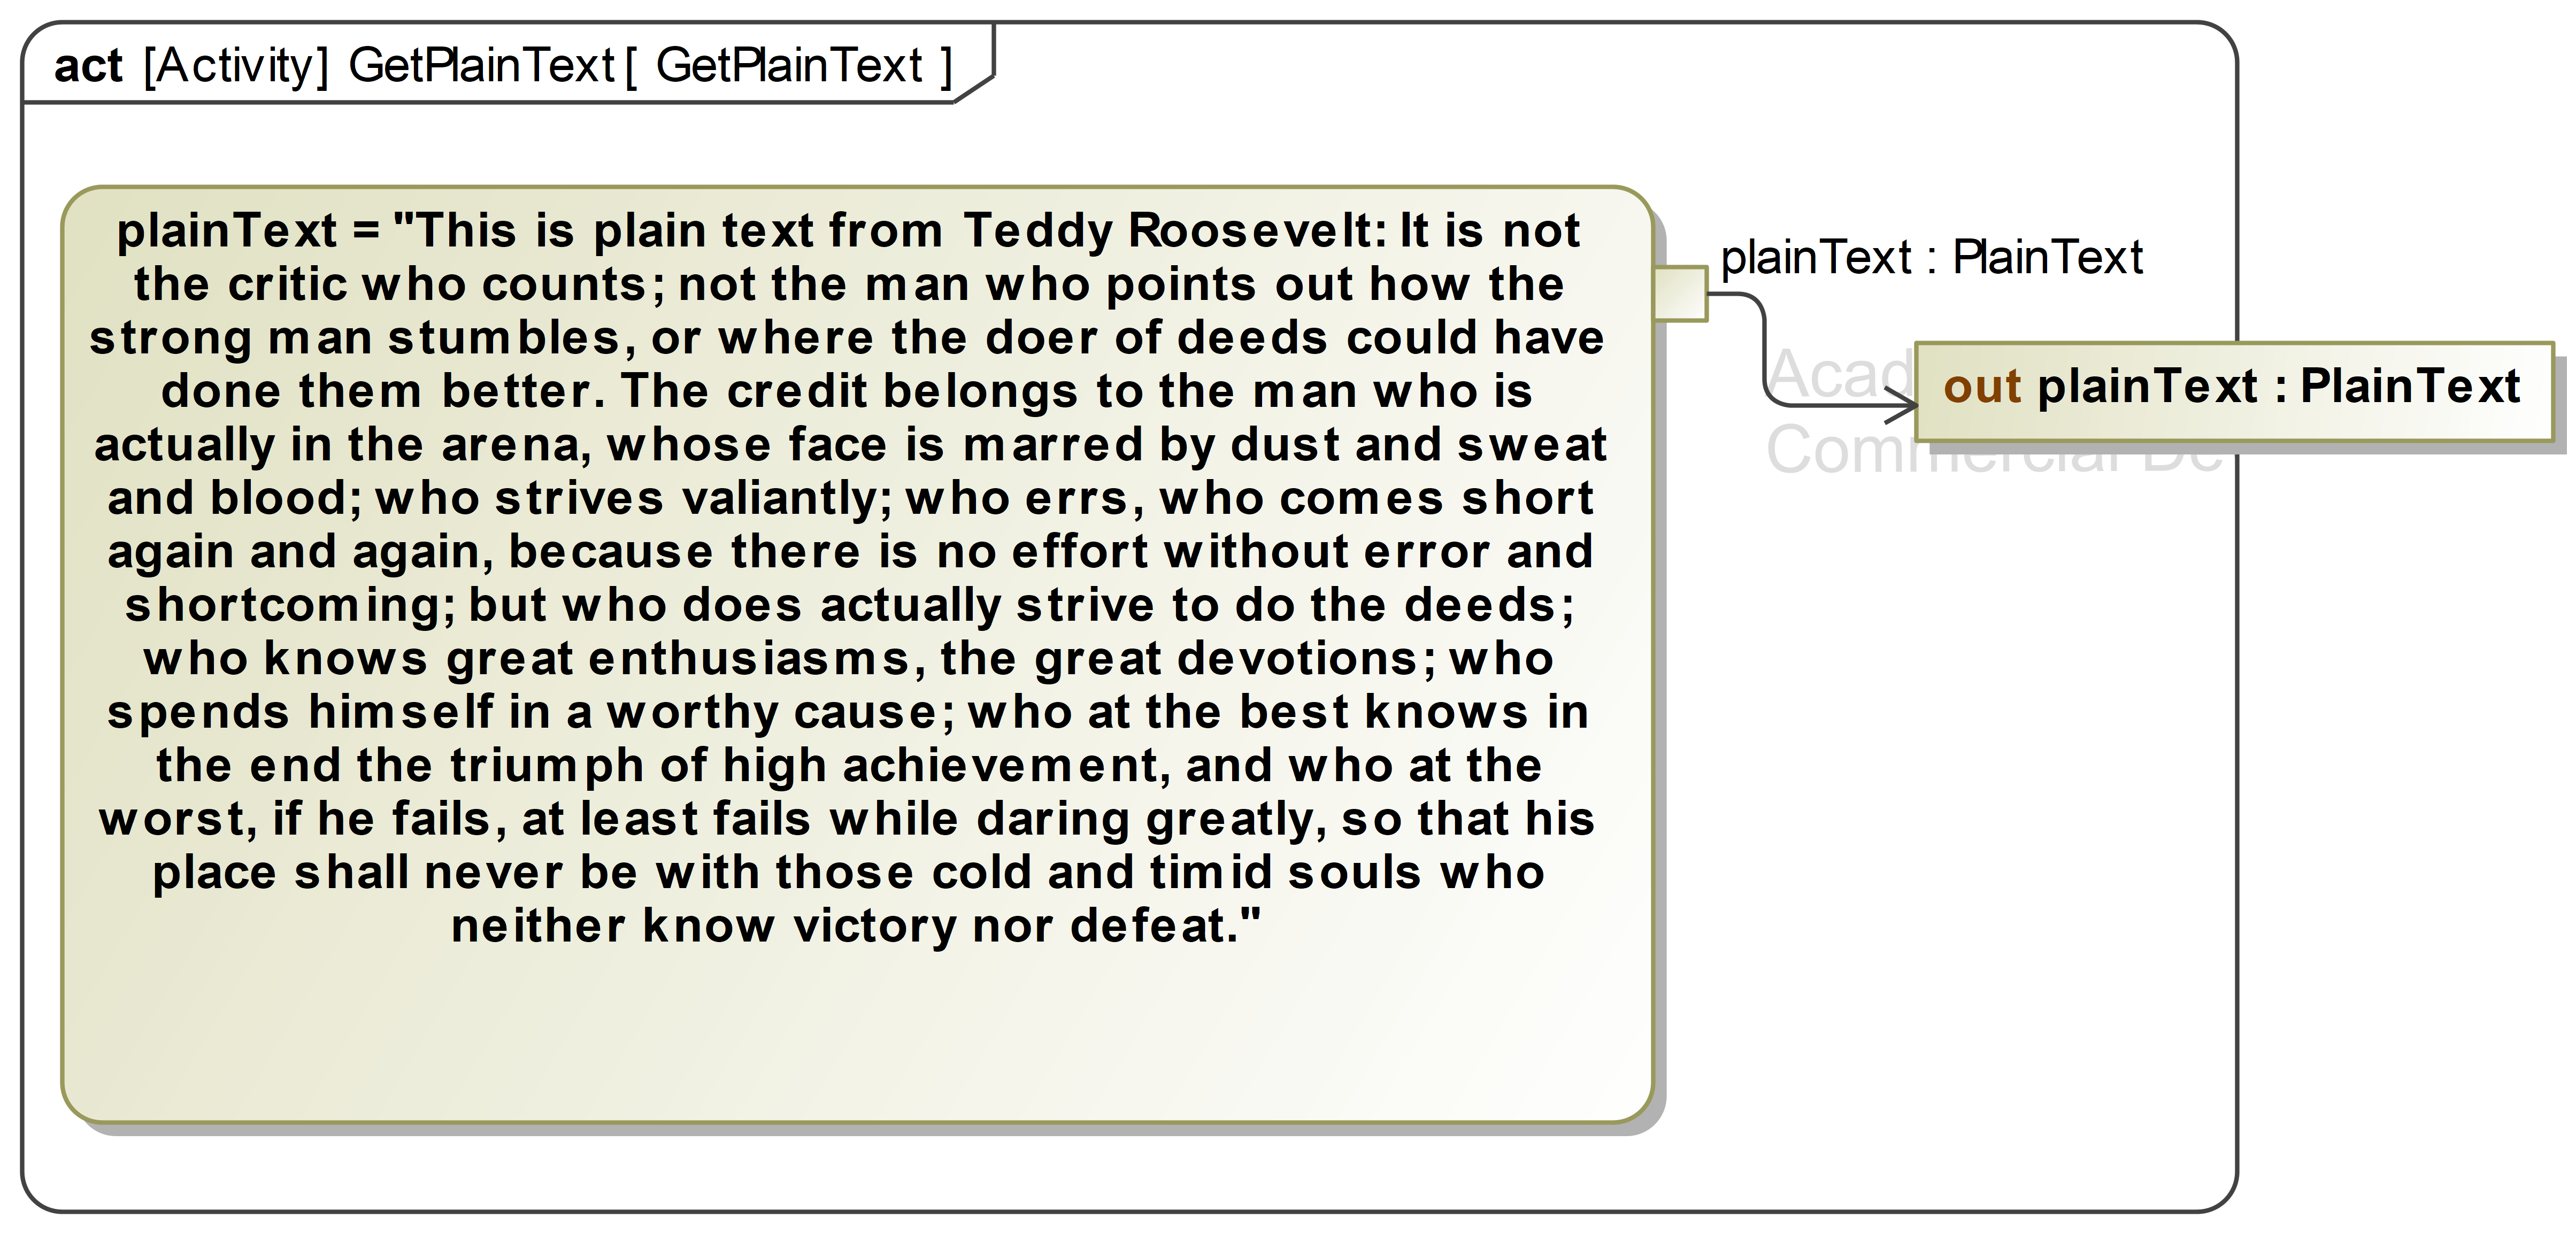 act [Activity] GetPlainText [ GetPlainText ]
plainText = "This is plain text from Teddy Roosevelt: It is not
the critic who counts; not the man who points out how the
strong man stumbles, or where the doer of deeds could have
done them better. The credit belongs to the man who is
actually in the arena, whose face is marred by dust and sweat
and blood; who strives valiantly; who errs, who comes short
again and again, because there is no effort without error and
shortcoming; but who does actually strive to do the deeds;
who knows great enthusiasms, the great devotions; who
spends himself in a worthy cause; who at the best knows in
the end the triumph of high achievement, and who at the
worst, if he fails, at least fails while daring greatly, so that his
place shall never be with those cold and timid souls who
neither know victory nor defeat."
plainText : PlainText
out plainText : PlainText
Commercial